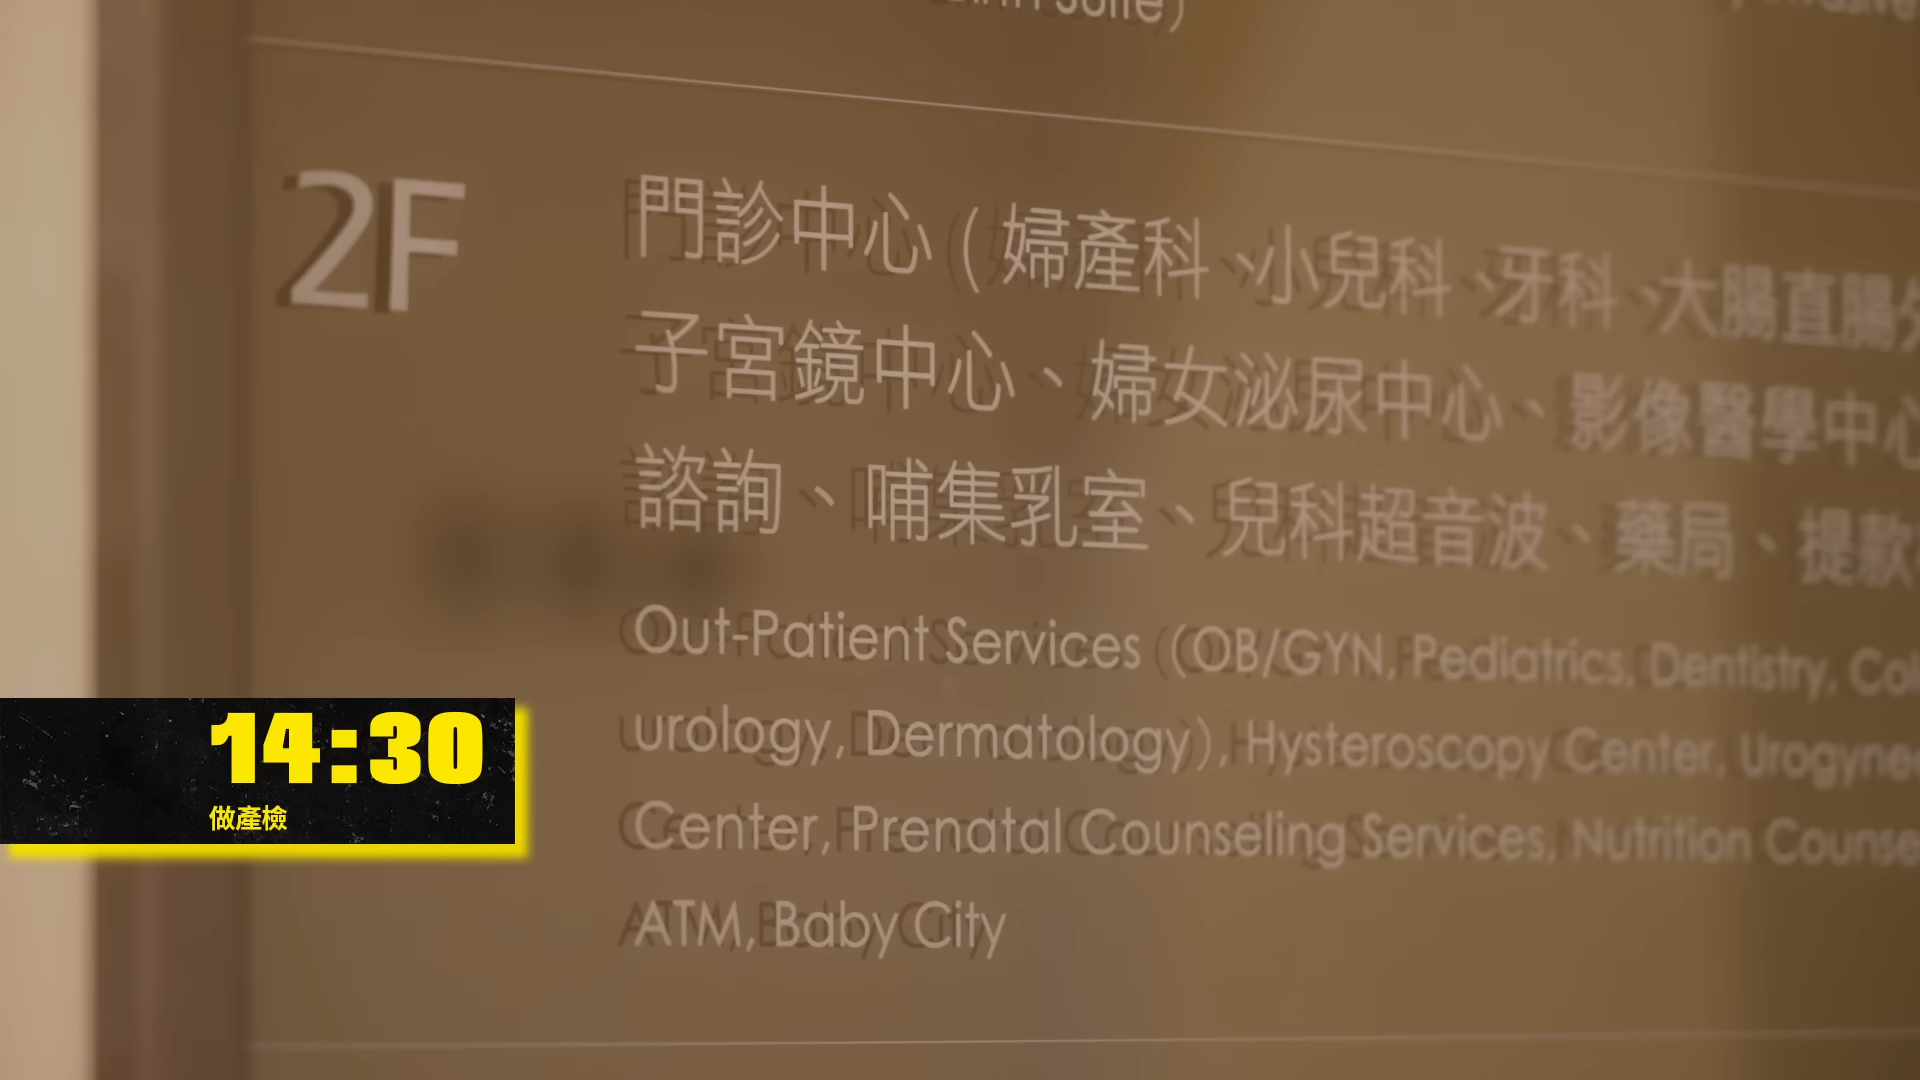 Suite)
2F
門診中心 ( 婦產科、小兒科、牙科、大腸直腸
子宮鏡中心、婦女泌尿中心、影像醫學中心
諮詢、哺集乳室、兒科超音波、藥局、提款
Out-Patient Services (OB/GYN, Pediatrics, Dentistry,
urology, Dermatology), Hysteroscopy Center,
Center, Prenatal Counseling Services, Nutrition
ATM, Baby City
14:30
做產檢